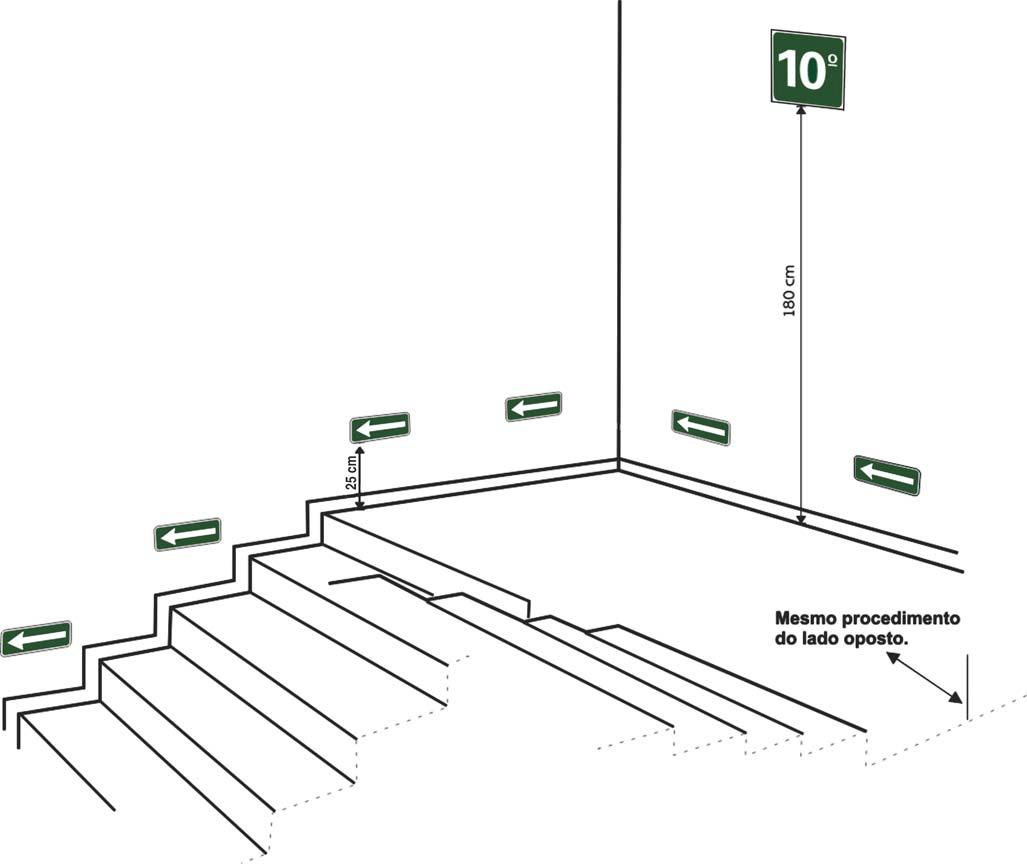 10º
180 cm
25 cm
Mesmo procedimento
do lado oposto.